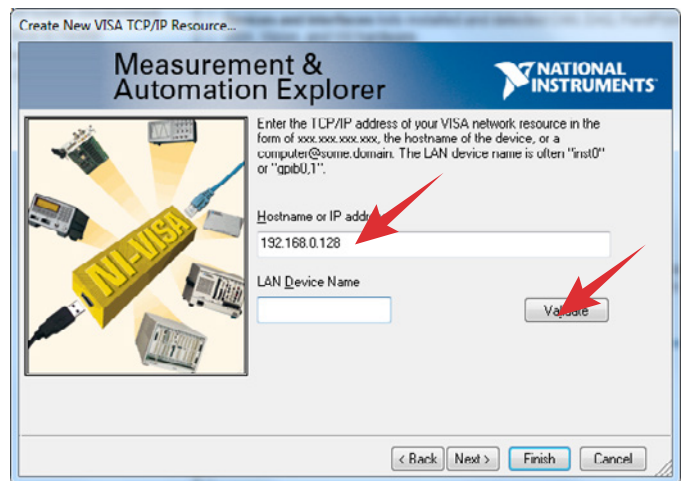 Create New VISA TCP/IP Resource...
Measurement &
Automation Explorer
NATIONAL
INSTRUMENTS
Enter the TCP/IP address of your VISA network resource in the
form of xxx.xxx.xxx.xxx, the hostname of the device, or a
computer@some.domain. The LAN device name is often "inst0"
or "gpib0,1".
Hostname or IP
192.168.0.128
LAN Device Name
Validate
NI-VISA
< Back Next > Finish Cancel